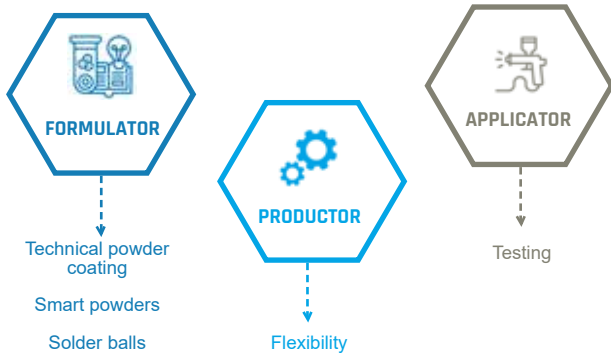 FORMULATOR
Technical powder
coating
Smart powders
Solder balls
PRODUCTOR
Flexibility
APPLICATOR
Testing